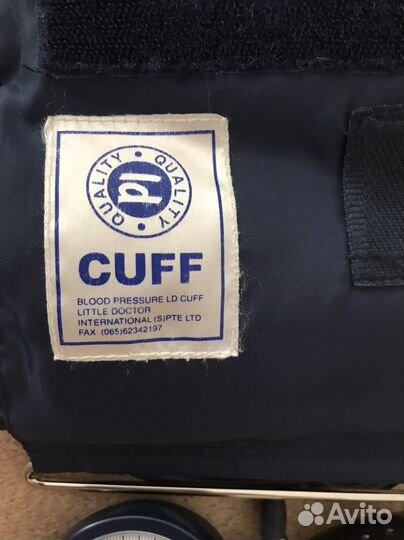 QUALITY • QUALITY •
ld
CUFF
BLOOD PRESSURE LD CUFF
LITTLE DOCTOR
INTERNATIONAL (S)PTE LTD
FAX (065)62342197
Avito